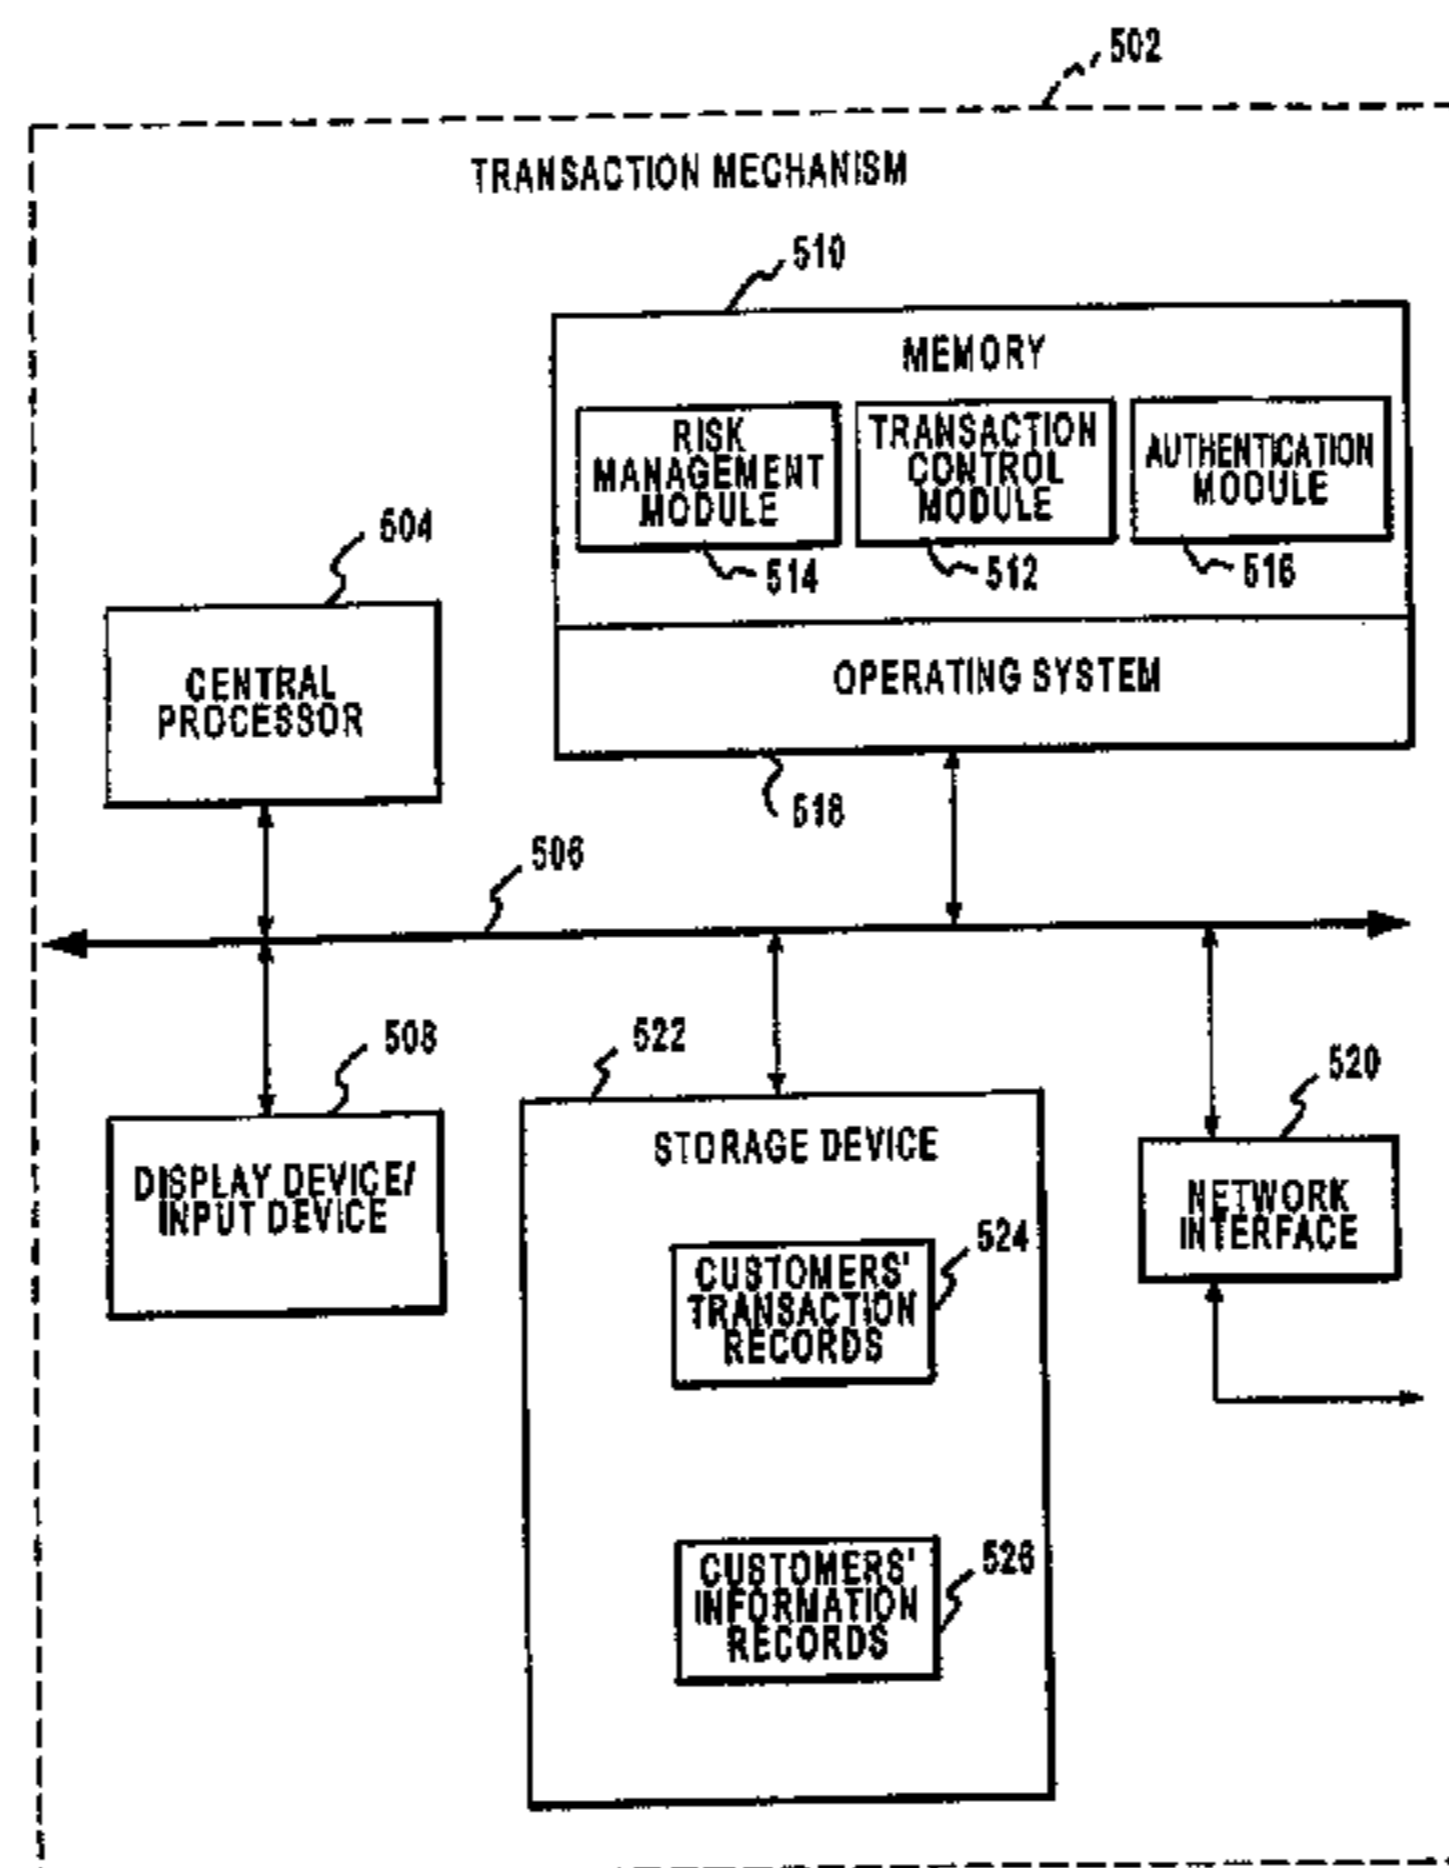 502
TRANSACTION MECHANISM
510
MEMORY
RISK
MANAGEMENT
MODULE
TRANSACTION
CONTROL
MODULE
AUTHENTICATION
MODULE
514
512
516
504
CENTRAL
PROCESSOR
OPERATING SYSTEM
518
506
508
DISPLAY DEVICE/
INPUT DEVICE
522
STORAGE DEVICE
524
CUSTOMERS'
TRANSACTION
RECORDS
526
CUSTOMERS'
INFORMATION
RECORDS
520
NETWORK
INTERFACE